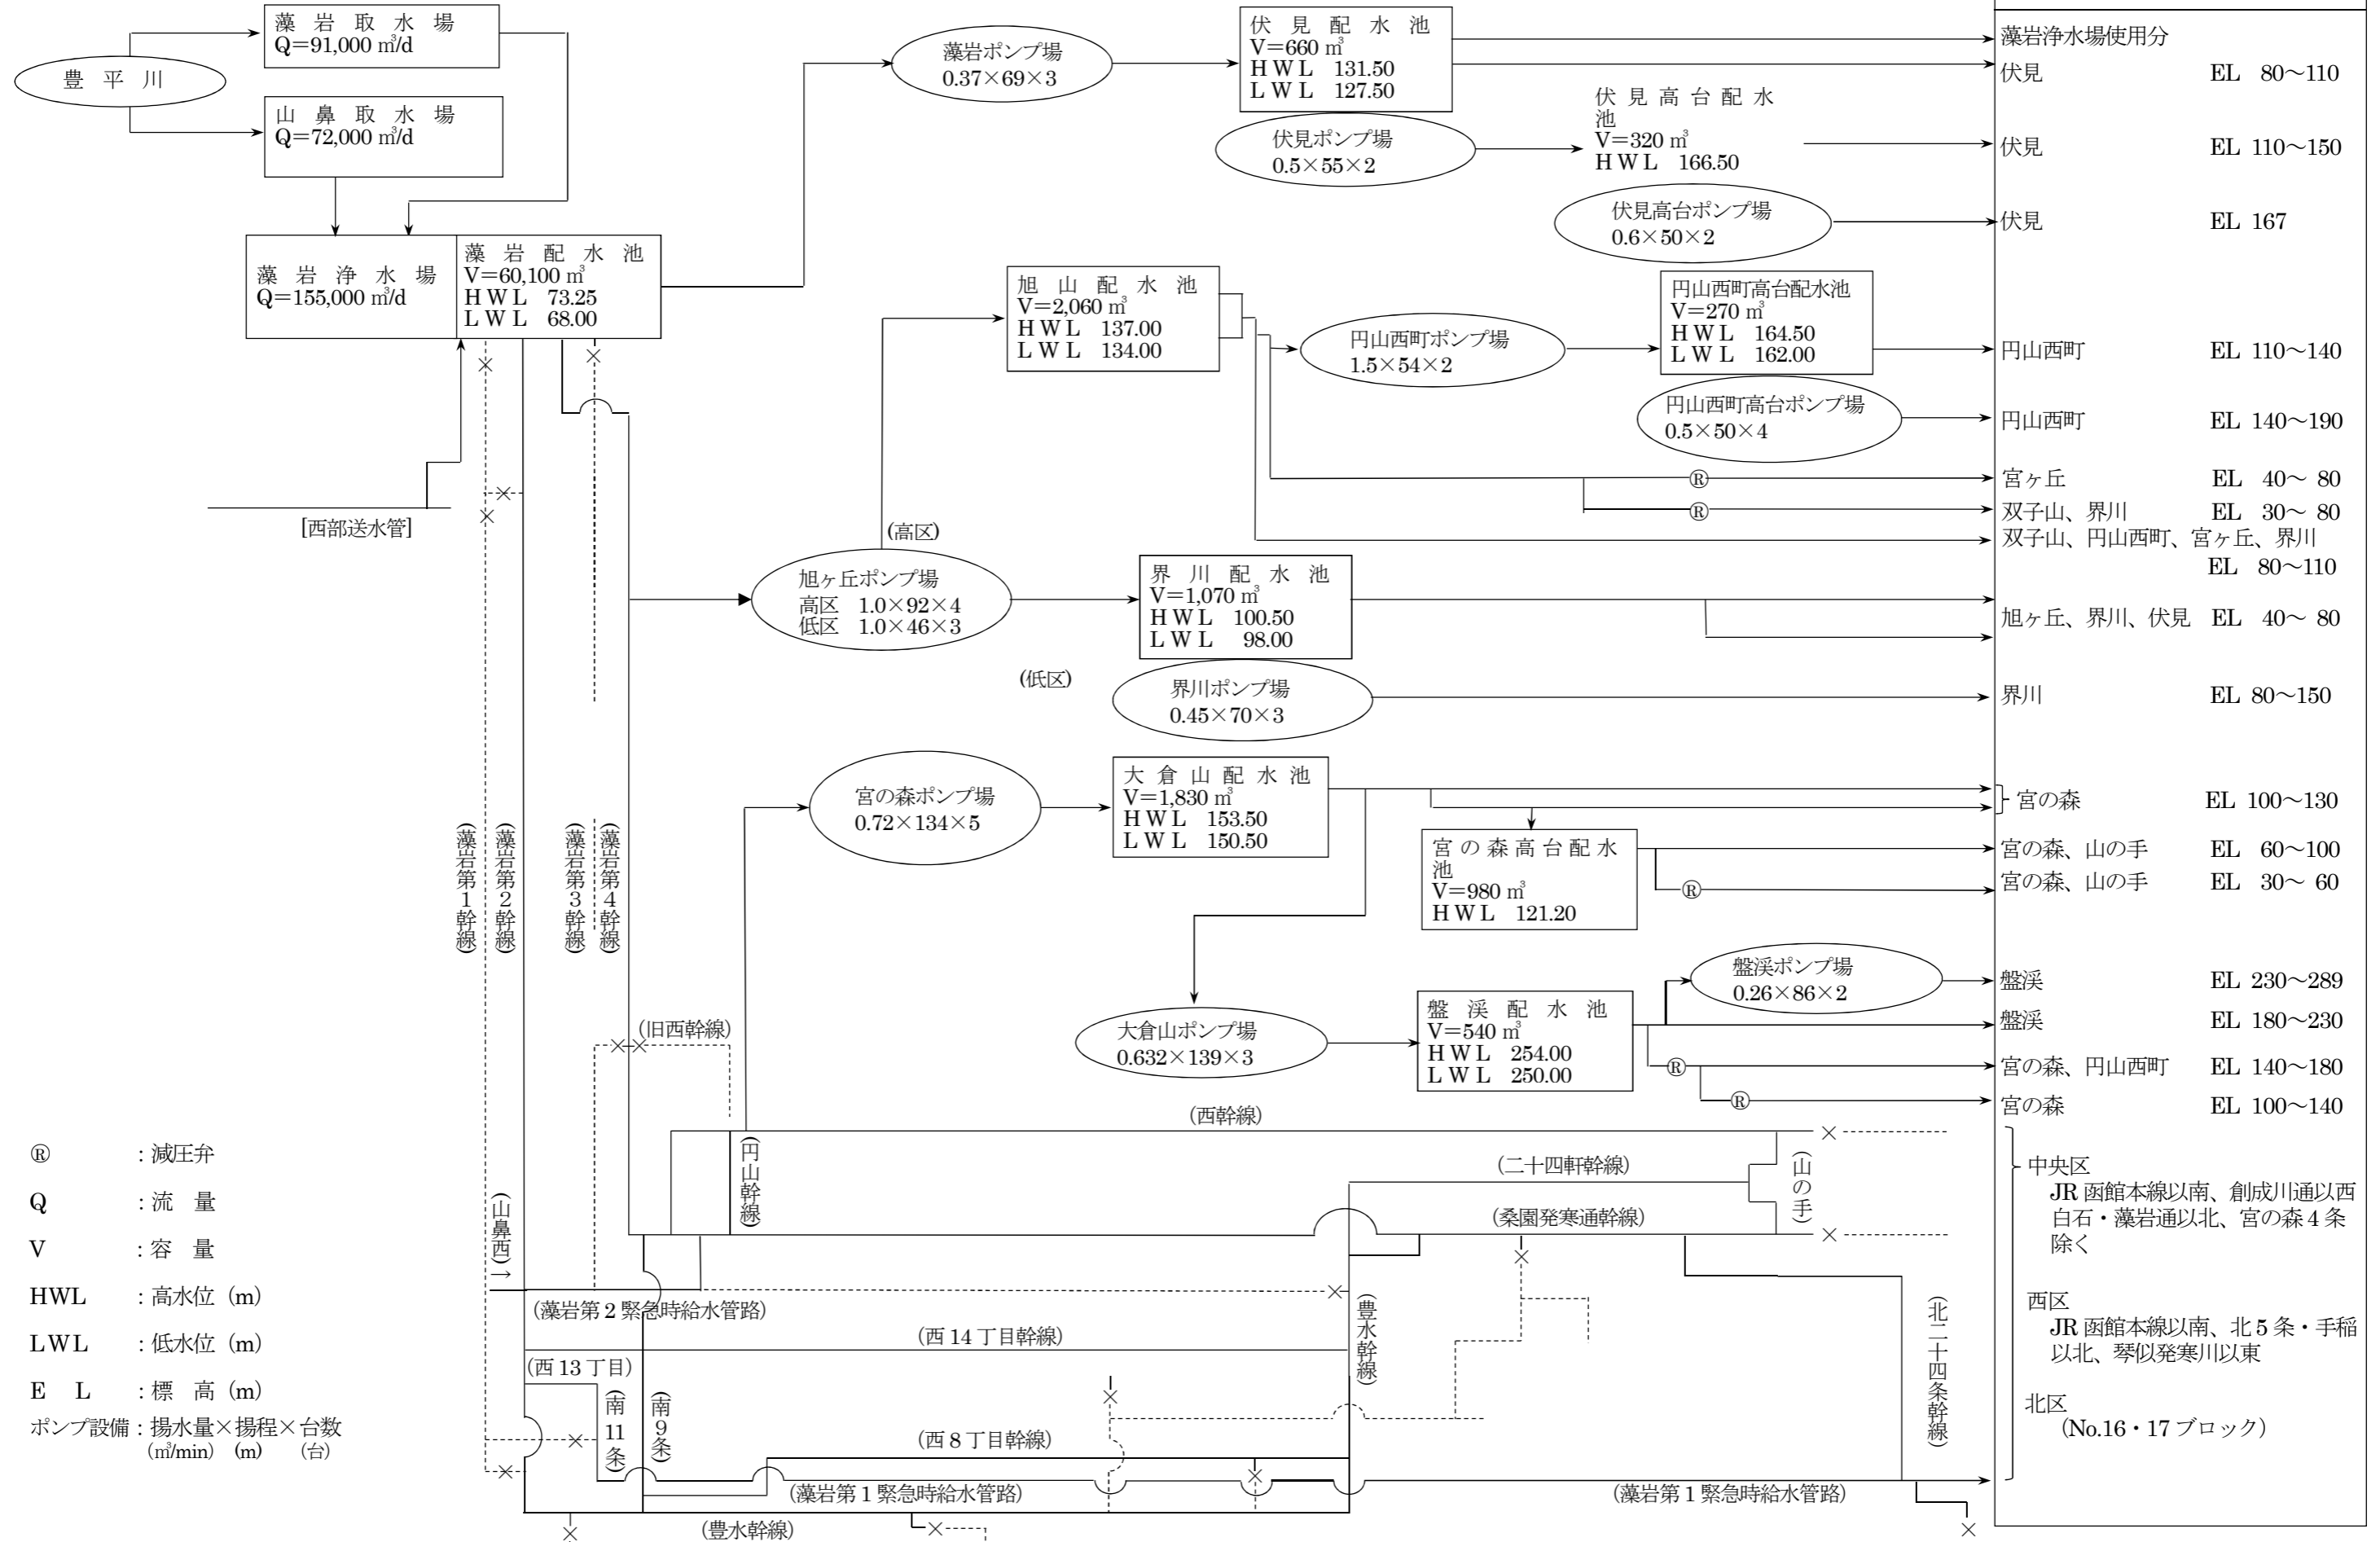 豊平川
藻岩取水場
Q=91,000 ㎥/d
山鼻取水場
Q=72,000 ㎥/d
藻岩浄水場
Q=155,000 ㎥/d
藻岩配水池
V=60,100 ㎥
HWL 73.25
LWL 68.00
[西部送水管]
藻岩ポンプ場
0.37×69×3
伏見配水池
V=660 ㎥
HWL 131.50
LWL 127.50
伏見ポンプ場
0.5×55×2
伏見高台配水
池
V=320 ㎥
HWL 166.50
伏見高台ポンプ場
0.6×50×2
旭山配水池
V=2,060 ㎥
HWL 137.00
LWL 134.00
円山西町ポンプ場
1.5×54×2
円山西町高台配水池
V=270 ㎥
HWL 164.50
LWL 162.00
円山西町高台ポンプ場
0.5×50×4
Ⓡ
Ⓡ
(高区)
旭ヶ丘ポンプ場
高区 1.0×92×4
低区 1.0×46×3
(低区)
界川配水池
V=1,070 ㎥
HWL 100.50
LWL 98.00
界川ポンプ場
0.45×70×3
宮の森ポンプ場
0.72×134×5
大倉山配水池
V=1,830 ㎥
HWL 153.50
LWL 150.50
宮の森高台配水
池
V=980 ㎥
HWL 121.20
Ⓡ
大倉山ポンプ場
0.632×139×3
盤渓配水池
V=540 ㎥
HWL 254.00
LWL 250.00
盤渓ポンプ場
0.26×86×2
Ⓡ
Ⓡ
藻岩浄水場使用分
伏見 EL 80～110
伏見 EL 110～150
伏見 EL 167
円山西町 EL 110～140
円山西町 EL 140～190
宮ヶ丘 EL 40～ 80
双子山、界川 EL 30～ 80
双子山、円山西町、宮ヶ丘、界川
EL 80～110
旭ヶ丘、界川、伏見 EL 40～ 80
界川 EL 80～150
宮の森 EL 100～130
宮の森、山の手 EL 60～100
宮の森、山の手 EL 30～ 60
盤渓 EL 230～289
盤渓 EL 180～230
宮の森、円山西町 EL 140～180
宮の森 EL 100～140
中央区
JR 函館本線以南、創成川通以西
白石・藻岩通以北、宮の森 4 条
除く
西区
JR 函館本線以南、北 5 条・手稲
以北、琴似発寒川以東
北区
（No.16・17 ブロック）
(藻岩第1幹線)
(藻岩第2幹線)
(藻岩第3幹線)
(藻岩第4幹線)
(旧西幹線)
(西幹線)
(円山幹線)
(二十四軒幹線)
(山の手)
(桑園発寒通幹線)
(山鼻西)→
(藻岩第 2 緊急時給水管路)
(西 14 丁目幹線)
(豊水幹線)
(北二十四条幹線)
(西 13 丁目)
(南11条)
(南9条)
(西 8 丁目幹線)
(藻岩第 1 緊急時給水管路)
(藻岩第 1 緊急時給水管路)
(豊水幹線)
Ⓡ ：減圧弁
Q ：流 量
V ：容 量
HWL ：高水位（m）
LWL ：低水位（m）
E L ：標 高（m）
ポンプ設備：揚水量×揚程×台数
(㎥/min) (m) (台)